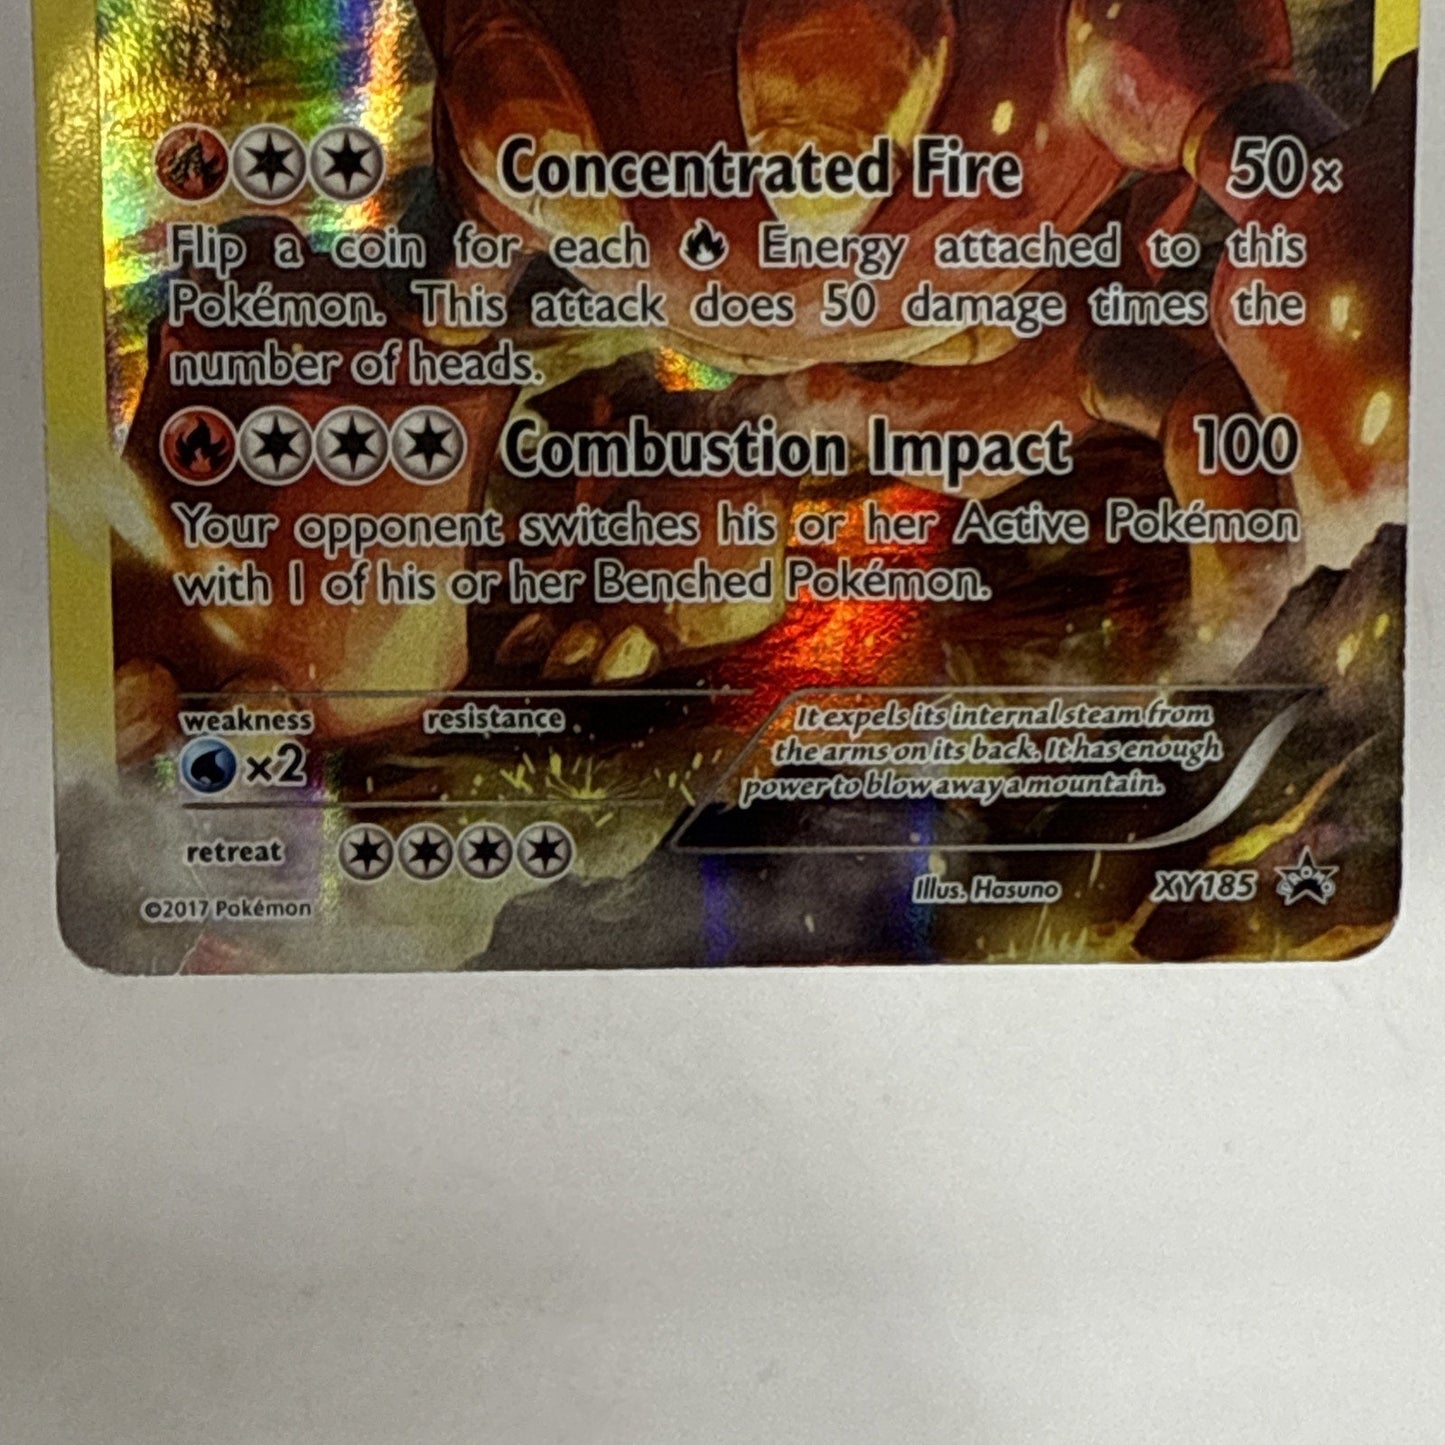 Concentrated Fire 50×
Flip a coin for each Energy attached to this
Pokémon. This attack does 50 damage times the
number of heads.
Combustion Impact 100
Your opponent switches his or her Active Pokémon
with 1 of his or her Benched Pokémon.
weakness resistance
×2
It expels its internal steam from
the arms on its back. It has enough
power to blow away a mountain.
retreat
Illus. Hasuno XY185 PROMO
©2017 Pokémon